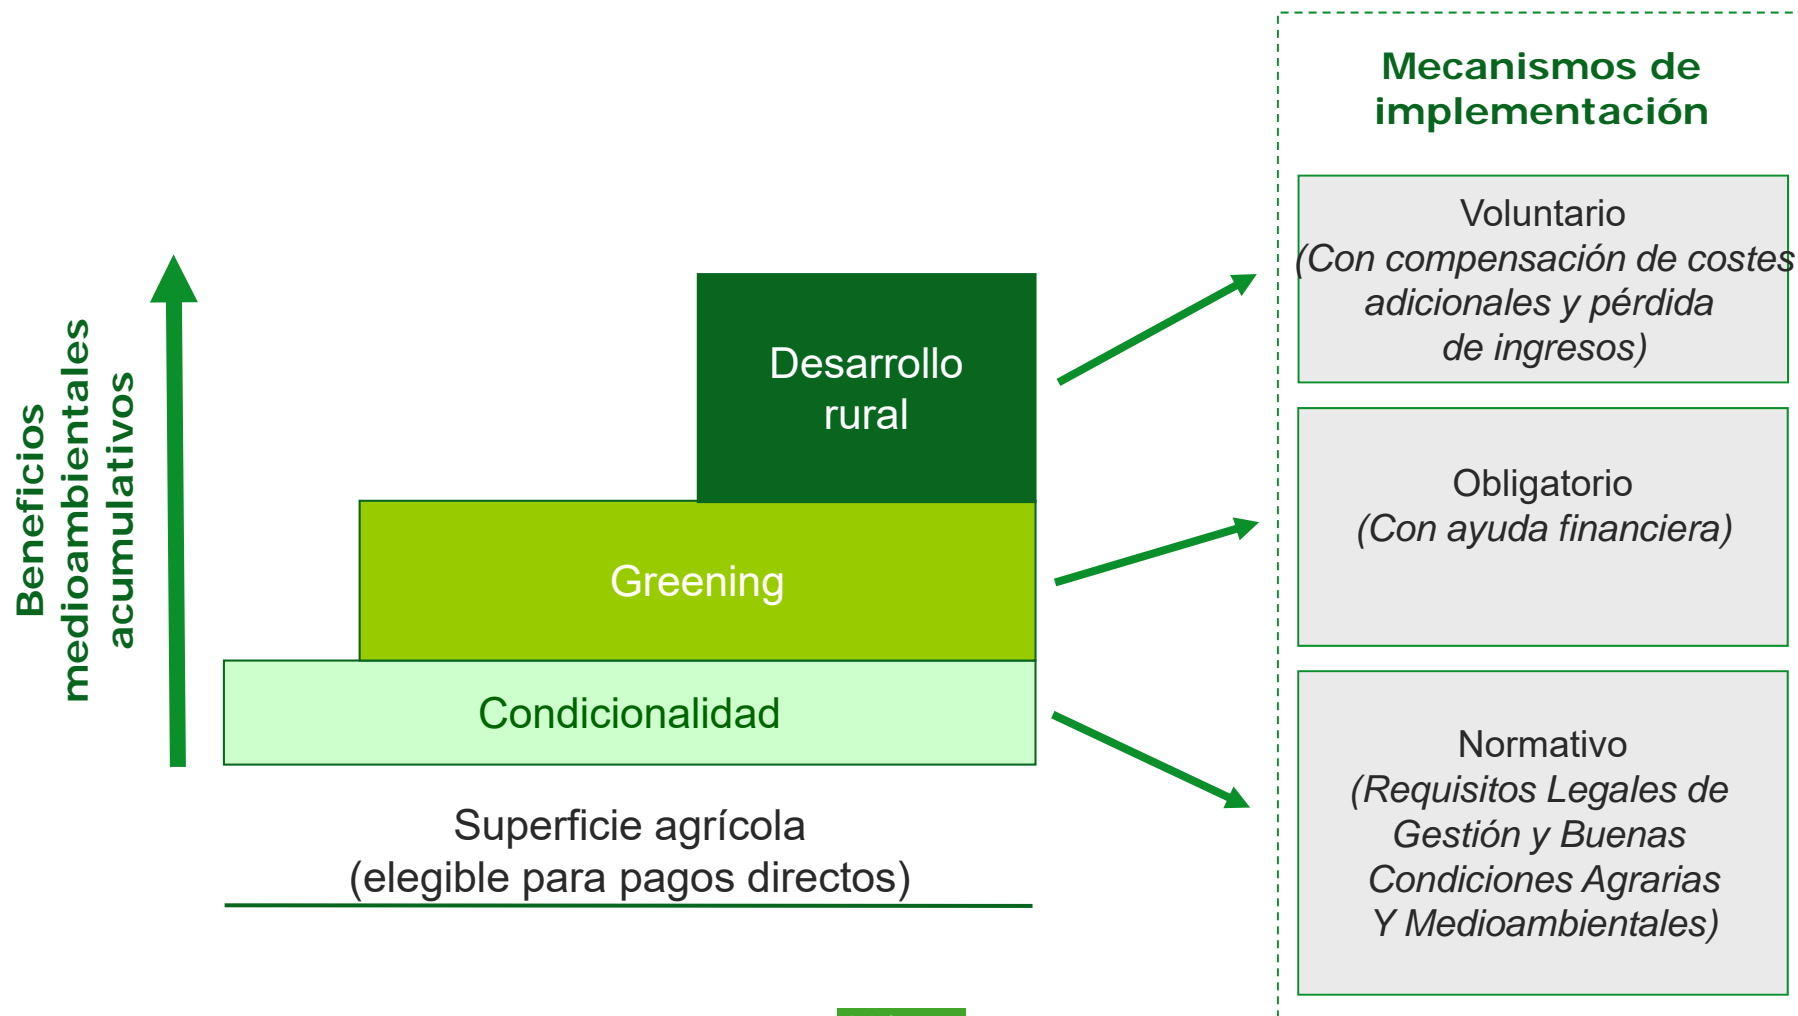 Mecanismos de
implementación
Voluntario
(Con compensación de costes
adicionales y pérdida
de ingresos)
Desarrollo
rural
Beneficios
medioambientales
acumulativos
Obligatorio
(Con ayuda financiera)
Greening
Condicionalidad
Normativo
(Requisitos Legales de
Gestión y Buenas
Condiciones Agrarias
Y Medioambientales)
Superficie agrícola
(elegible para pagos directos)